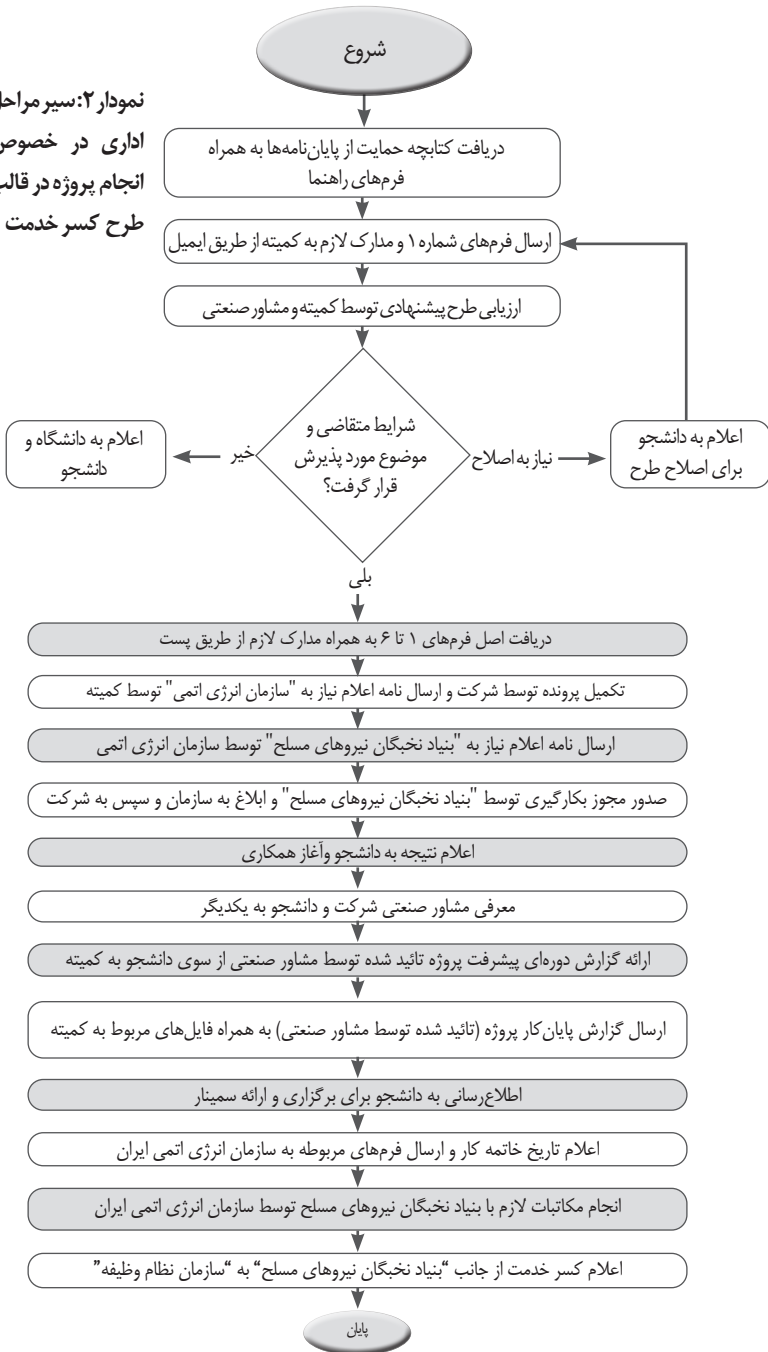 شروع
نمودار ۲: سیر مراحل
اداری در خصوص
انجام پروژه در قالب
طرح کسر خدمت
دریافت کتابچه حمایت از پایان‌نامه‌ها به همراه
فرم‌های راهنما
ارسال فرم‌های شماره ۱ و مدارک لازم به کمیته از طریق ایمیل
ارزیابی طرح پیشنهادی توسط کمیته و مشاور صنعتی
شرایط متقاضی و
موضوع مورد پذیرش
قرار گرفت؟
نیاز به اصلاح
اعلام به دانشجو
برای اصلاح طرح
خیر
اعلام به دانشگاه و
دانشجو
بلی
دریافت اصل فرم‌های ۱ تا ۶ به همراه مدارک لازم از طریق پست
تکمیل پرونده توسط شرکت و ارسال نامه اعلام نیاز به "سازمان انرژی اتمی" توسط کمیته
ارسال نامه اعلام نیاز به "بنیاد نخبگان نیروهای مسلح" توسط سازمان انرژی اتمی
صدور مجوز بکارگیری توسط "بنیاد نخبگان نیروهای مسلح" و ابلاغ به سازمان و سپس به شرکت
اعلام نتیجه به دانشجو وآغاز همکاری
معرفی مشاور صنعتی شرکت و دانشجو به یکدیگر
ارائه گزارش دوره‌ای پیشرفت پروژه تائید شده توسط مشاور صنعتی از سوی دانشجو به کمیته
ارسال گزارش پایان‌کار پروژه (تائید شده توسط مشاور صنعتی) به همراه فایل‌های مربوط به کمیته
اطلاع‌رسانی به دانشجو برای برگزاری و ارائه سمینار
اعلام تاریخ خاتمه کار و ارسال فرم‌های مربوطه به سازمان انرژی اتمی ایران
انجام مکاتبات لازم با بنیاد نخبگان نیروهای مسلح توسط سازمان انرژی اتمی ایران
اعلام کسر خدمت از جانب “بنیاد نخبگان نیروهای مسلح“ به “سازمان نظام وظیفه”
پایان